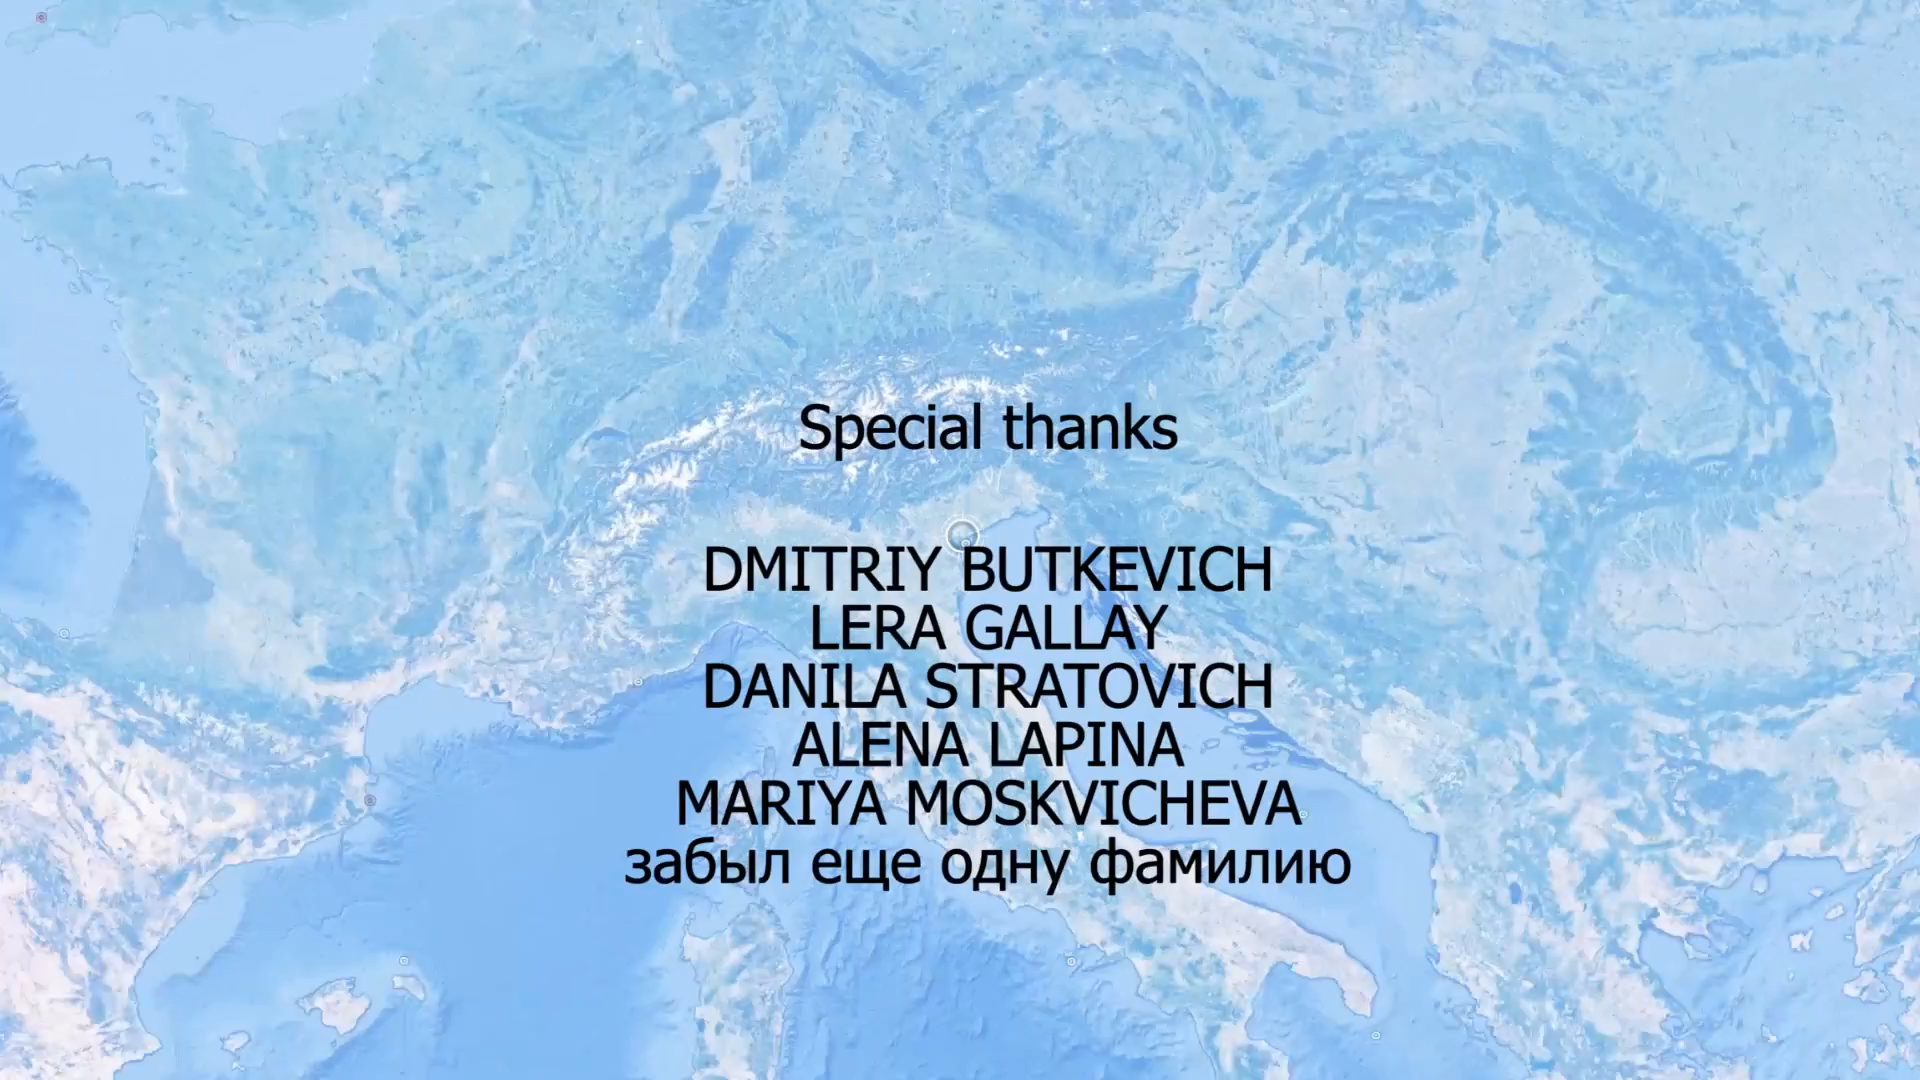 Special thanks
DMITRIY BUTKEVICH
LERA GALLAY
DANILA STRATOVICH
ALENA LAPINA
MARIYA MOSKVICHEVA
забыл еще одну фамилию